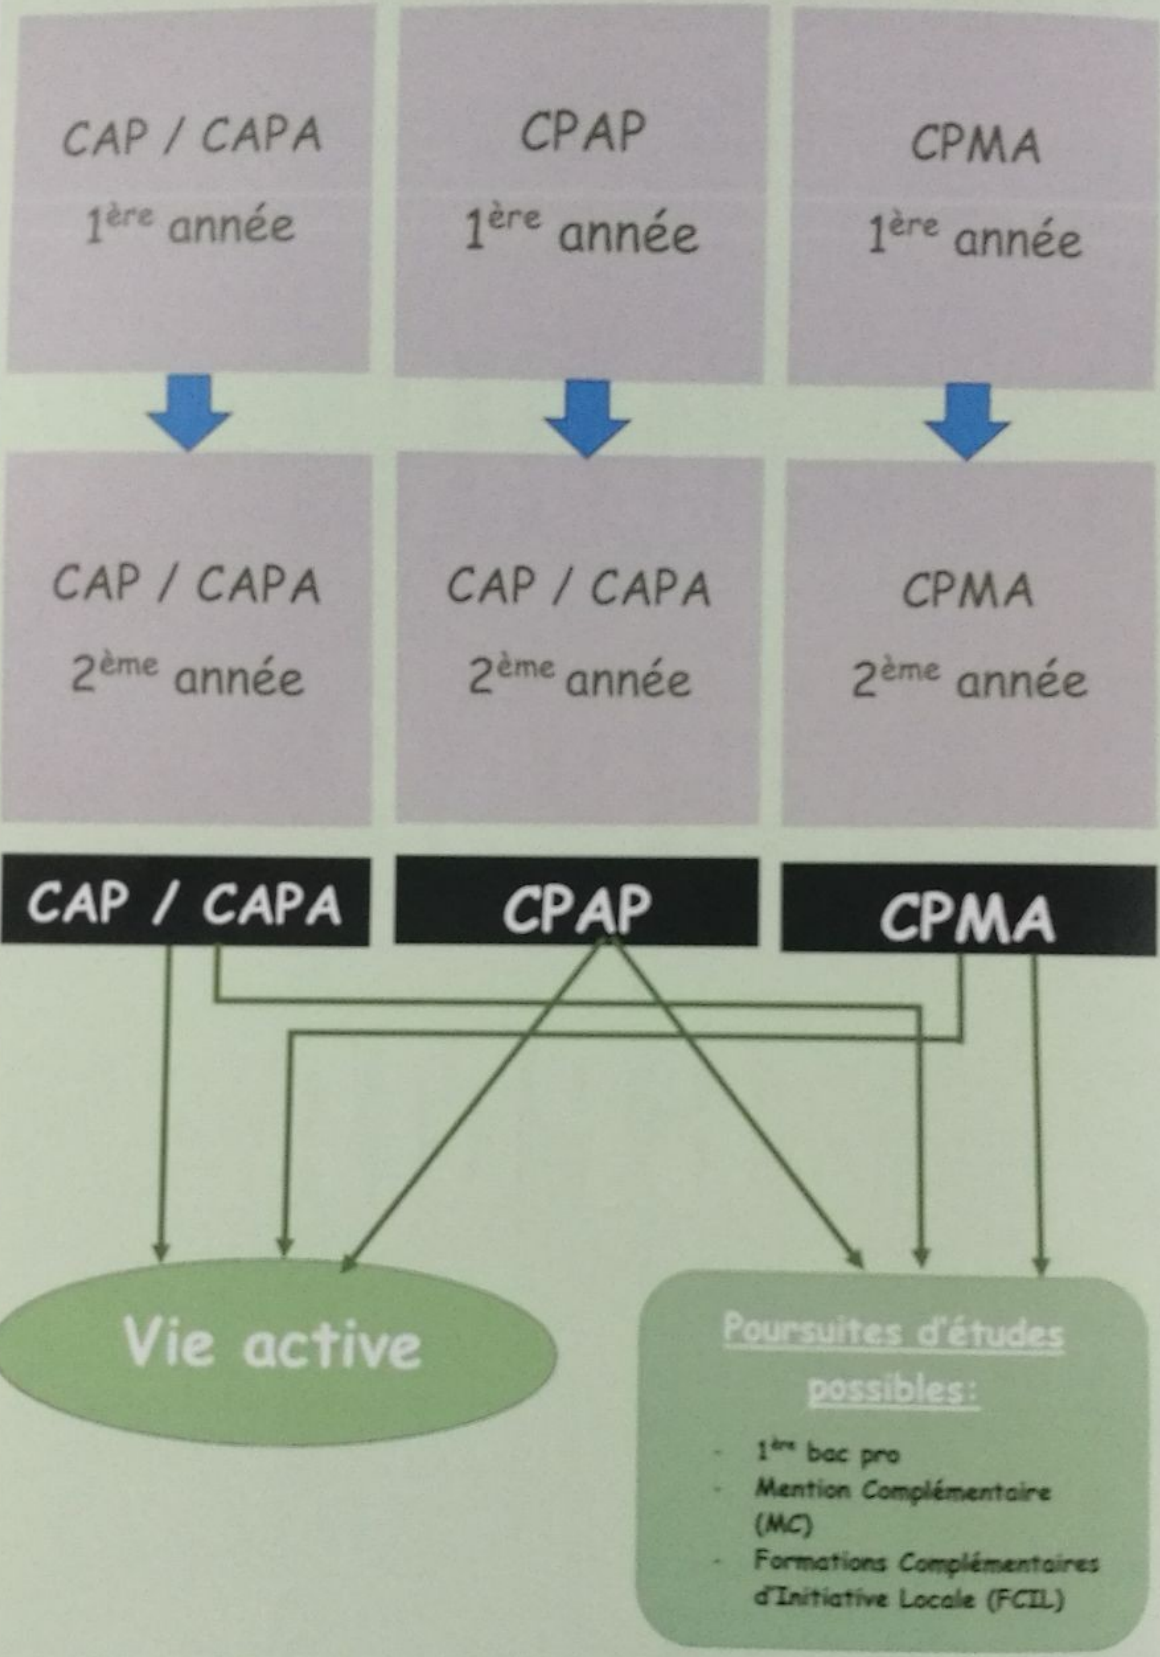 CAP / CAPA
1ère année
CPAP
1ère année
CPMA
1ère année
CAP / CAPA
2ème année
CAP / CAPA
2ème année
CPMA
2ème année
CAP / CAPA
CPAP
CPMA
Vie active
Poursuites d'études
possibles:
- 1ère bac pro
- Mention Complémentaire
(MC)
- Formations Complémentaires
d'Initiative Locale (FCIL)